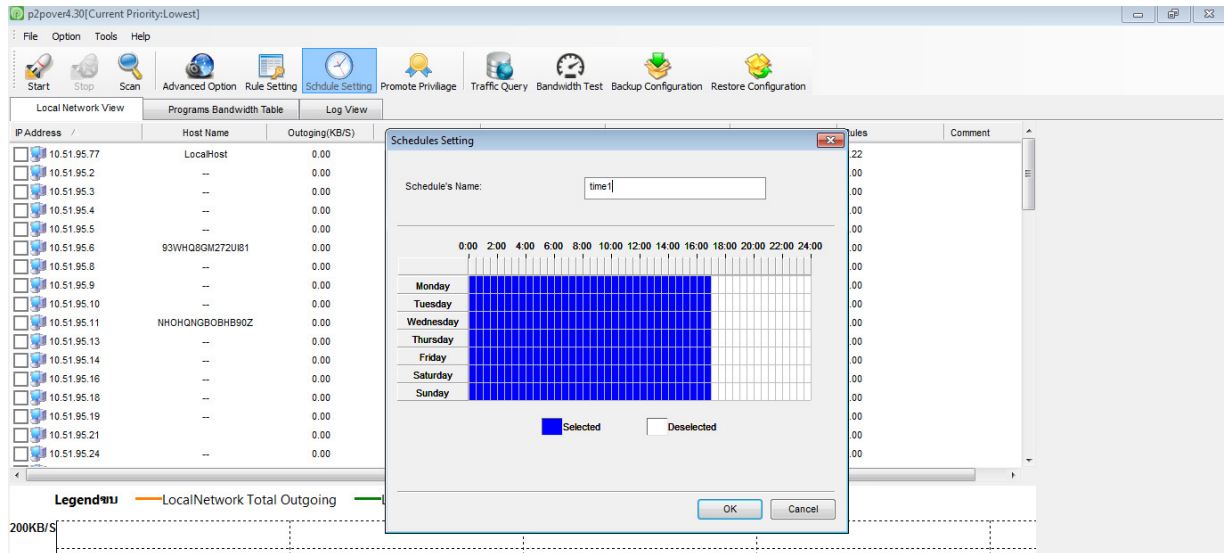 p2pover4.30[Current Priority:Lowest]
File Option Tools Help
Start Stop Scan Advanced Option Rule Setting Schdule Setting Promote Priviliage Traffic Query Bandwidth Test Backup Configuration Restore Configuration
Local Network View Programs Bandwidth Table Log View
IP Address Host Name Outoging(KB/S) Rules Comment
Schedules Setting
10.51.95.77 LocalHost 0.00 .22
10.51.95.2 -- 0.00 .00
10.51.95.3 -- 0.00 .00
Schedule's Name: time1
10.51.95.4 -- 0.00 .00
10.51.95.5 -- 0.00 .00
10.51.95.6 93WHQ8GM272UI81 0.00 .00
0:00 2:00 4:00 6:00 8:00 10:00 12:00 14:00 16:00 18:00 20:00 22:00 24:00
10.51.95.8 -- 0.00 .00
10.51.95.9 -- 0.00 Monday .00
10.51.95.10 -- 0.00 Tuesday .00
10.51.95.11 NHOHQNGBOBHB90Z 0.00 Wednesday .00
10.51.95.13 -- 0.00 Thursday .00
10.51.95.14 -- 0.00 Friday .00
10.51.95.16 -- 0.00 Saturday .00
10.51.95.18 -- 0.00 Sunday .00
10.51.95.19 -- 0.00 .00
Selected Deselected
10.51.95.21 0.00 .00
10.51.95.24 -- 0.00 .00
Legendขฃบ LocalNetwork Total Outgoing
OK Cancel
200KB/S